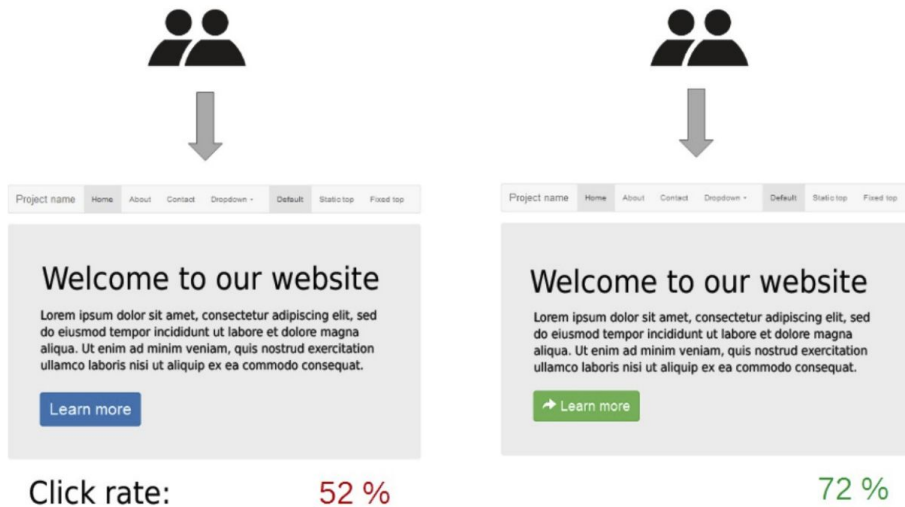 Project name Home About Contact Dropdown Default Static top Fixed top
Welcome to our website
Lorem ipsum dolor sit amet, consectetur adipiscing elit, sed
do eiusmod tempor incididunt ut labore et dolore magna
aliqua. Ut enim ad minim veniam, quis nostrud exercitation
ullamco laboris nisi ut aliquip ex ea commodo consequat.
Learn more
Click rate: 52 %
Project name Home About Contact Dropdown Default Static top Fixed top
Welcome to our website
Lorem ipsum dolor sit amet, consectetur adipiscing elit, sed
do eiusmod tempor incididunt ut labore et dolore magna
aliqua. Ut enim ad minim veniam, quis nostrud exercitation
ullamco laboris nisi ut aliquip ex ea commodo consequat.
Learn more
72 %